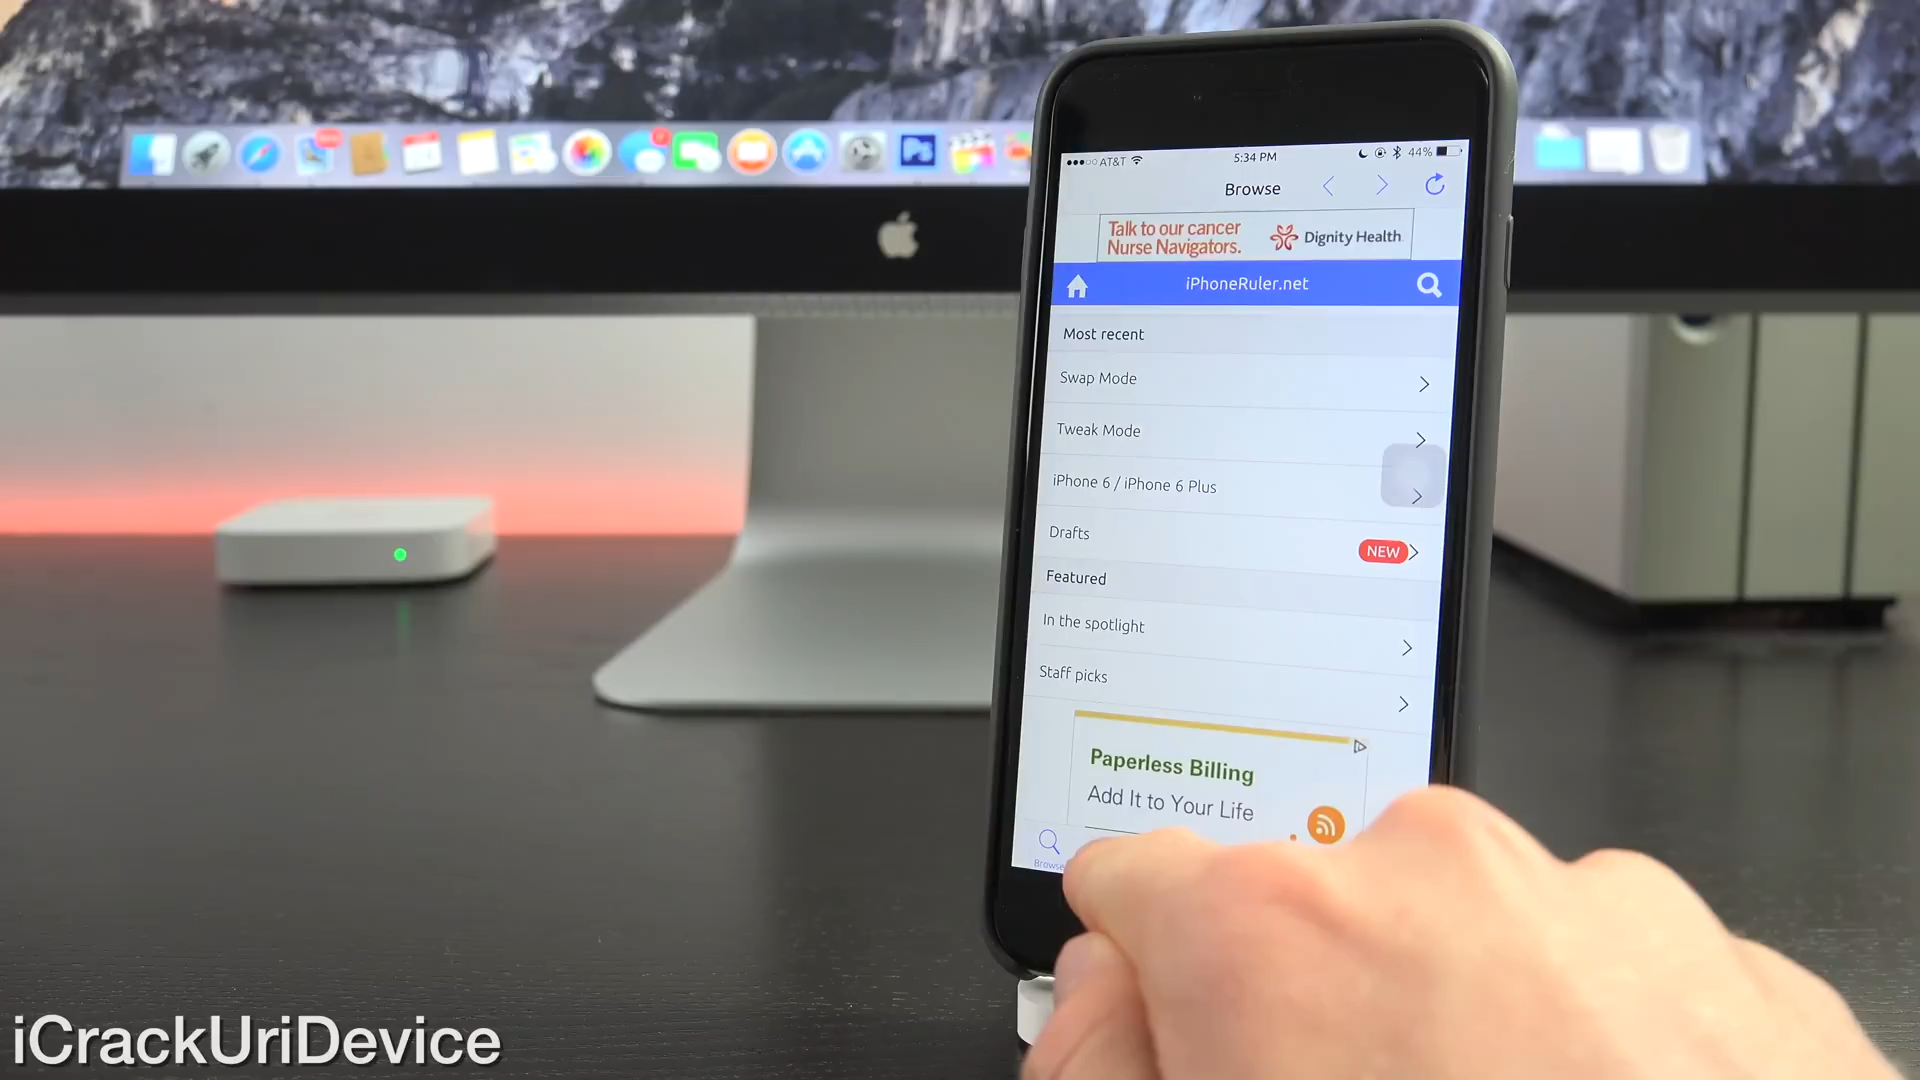 AT&T
5:34 PM
44%
Browse
Talk to our cancer
Nurse Navigators.
Dignity Health
iPhoneRuler.net
Most recent
Swap Mode
Tweak Mode
iPhone 6 / iPhone 6 Plus
Drafts
NEW
Featured
In the spotlight
Staff picks
Paperless Billing
Add It to Your Life
Browse
Ps
iCrackUriDevice